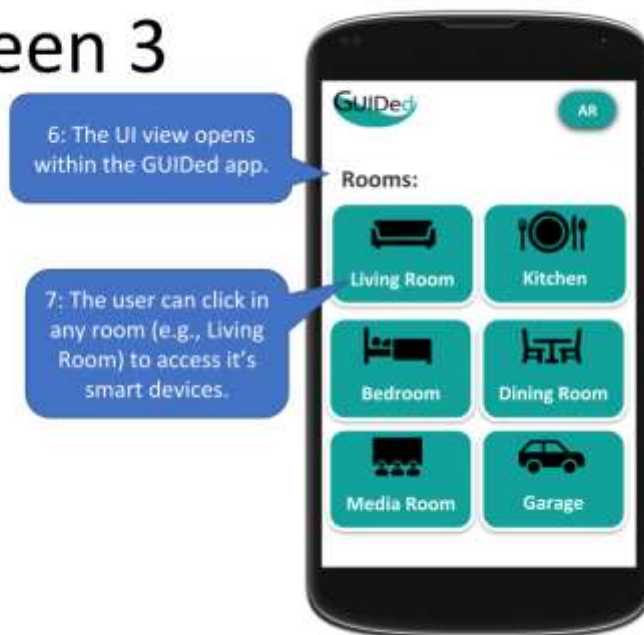 een 3
6: The UI view opens
within the GUIDed app.
7: The user can click in
any room (e.g., Living
Room) to access it's
smart devices.
GUIDed
AR
Rooms:
Living Room
Kitchen
Bedroom
Dining Room
Media Room
Garage